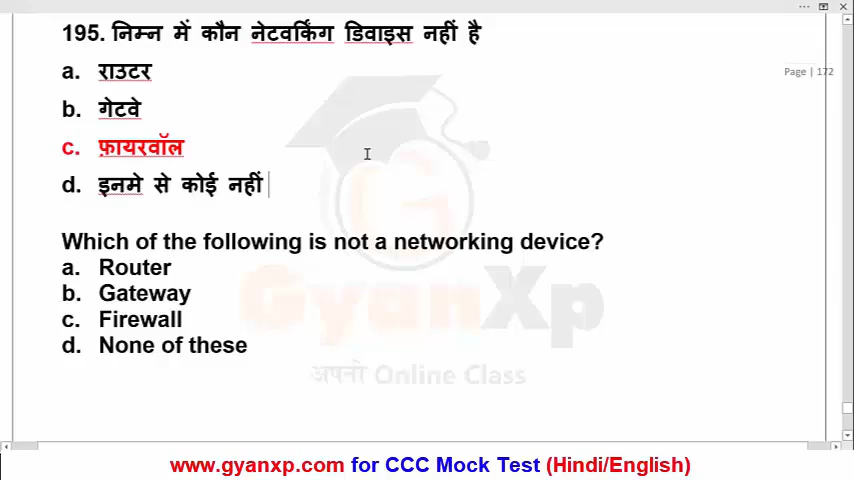 195. निम्न में कौन नेटवर्किंग डिवाइस नहीं है
a. राउटर
Page | 172
b. गेटवे
c. फ़ायरवॉल
d. इनमे से कोई नहीं
Which of the following is not a networking device?
a. Router
b. Gateway
c. Firewall
d. None of these
GyanXp
अपनी Online Class
www.gyanxp.com for CCC Mock Test (Hindi/English)